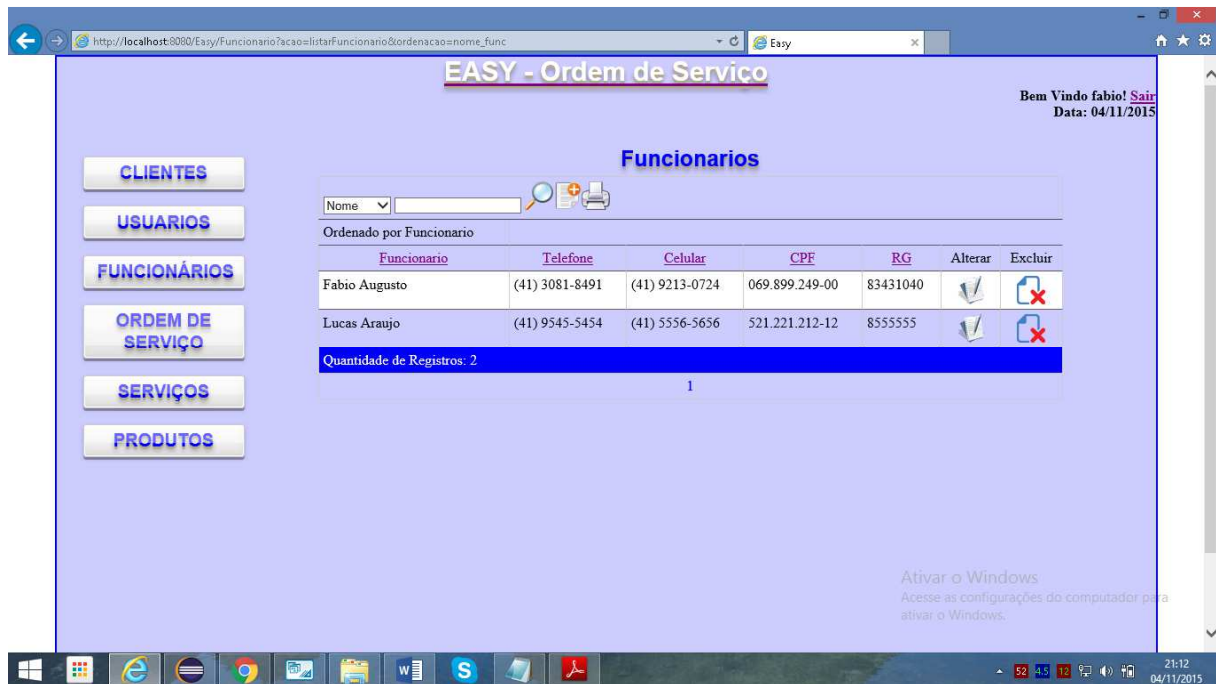 http://localhost:8080/Easy/Funcionario?acao=listarFuncionario&ordenacao=nome_func
Easy
EASY - Ordem de Serviço
Bem Vindo fabio! Sair
Data: 04/11/2015
CLIENTES
USUARIOS
FUNCIONÁRIOS
ORDEM DE
SERVIÇO
SERVIÇOS
PRODUTOS
Funcionarios
Nome
Ordenado por Funcionario
Funcionario Telefone Celular CPF RG Alterar Excluir
Fabio Augusto (41) 3081-8491 (41) 9213-0724 069.899.249-00 83431040
Lucas Araujo (41) 9545-5454 (41) 5556-5656 521.221.212-12 8555555
Quantidade de Registros: 2
1
Ativar o Windows
Acesse as configurações do computador para
ativar o Windows.
52 4.5 12
21:12
04/11/2015